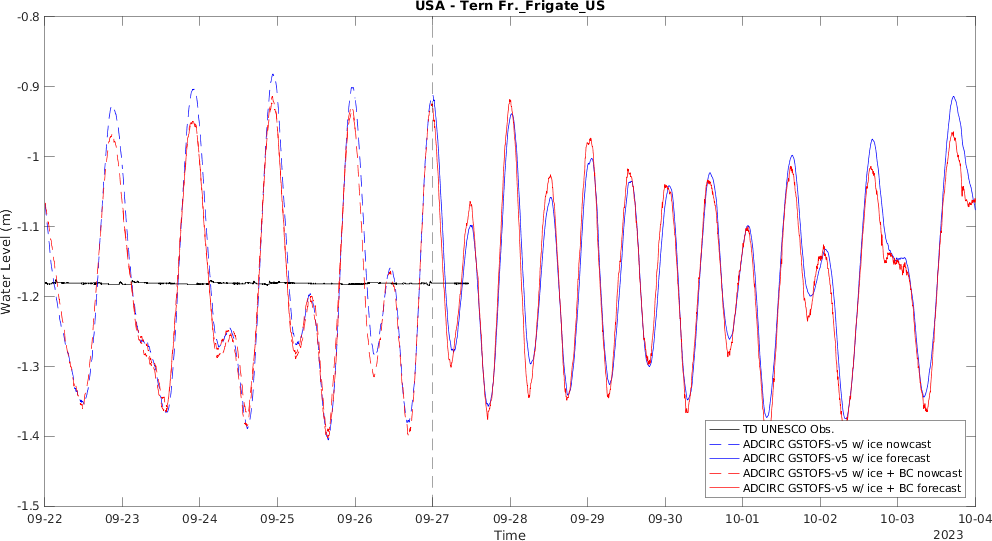 USA - Tern Fr._Frigate_US
Water Level (m)
-0.8
-0.9
-1
-1.1
-1.2
-1.3
-1.4
-1.5
TD UNESCO Obs.
ADCIRC GSTOFS-v5 w/ ice nowcast
ADCIRC GSTOFS-v5 w/ ice forecast
ADCIRC GSTOFS-v5 w/ ice + BC nowcast
ADCIRC GSTOFS-v5 w/ ice + BC forecast
09-22 09-23 09-24 09-25 09-26 09-27 09-28 09-29 09-30 10-01 10-02 10-03 10-04
Time
2023